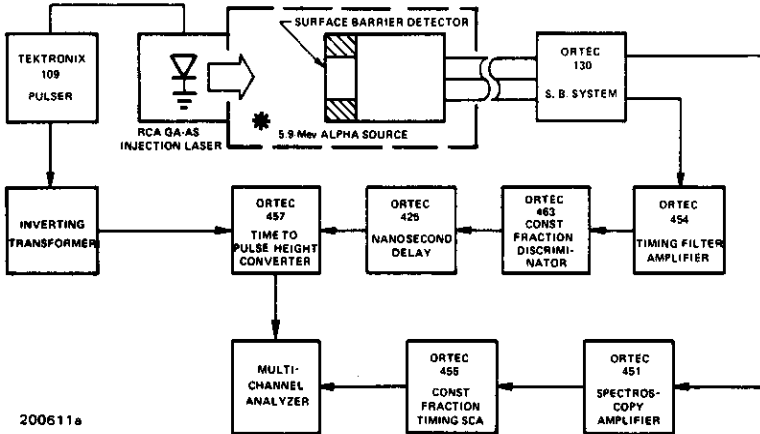 SURFACE BARRIER DETECTOR
TEKTRONIX
109
PULSER
ORTEC
130
S. B. SYSTEM
RCA GA-AS
INJECTION LASER
5.9 Mev ALPHA SOURCE
INVERTING
TRANSFORMER
ORTEC
457
TIME TO
PULSE HEIGHT
CONVERTER
ORTEC
425
NANOSECOND
DELAY
ORTEC
463
CONST
FRACTION
DISCRIMI-
NATOR
ORTEC
454
TIMING FILTER
AMPLIFIER
MULTI-
CHANNEL
ANALYZER
ORTEC
455
CONST
FRACTION
TIMING SCA
ORTEC
451
SPECTROS-
COPY
AMPLIFIER
200611a